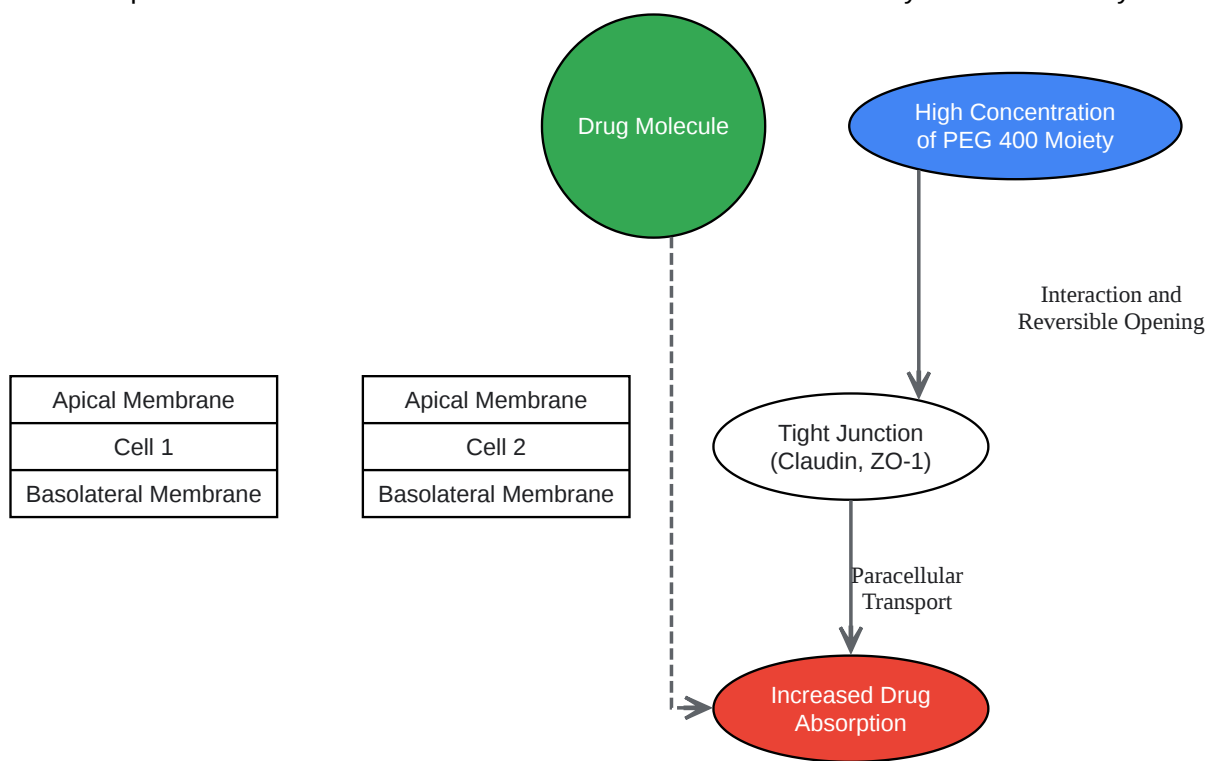 Drug Molecule
High Concentration
of PEG 400 Moiety
Interaction and
Reversible Opening
Apical Membrane
Cell 1
Basolateral Membrane
Apical Membrane
Cell 2
Basolateral Membrane
Tight Junction
(Claudin, ZO-1)
Paracellular
Transport
Increased Drug
Absorption